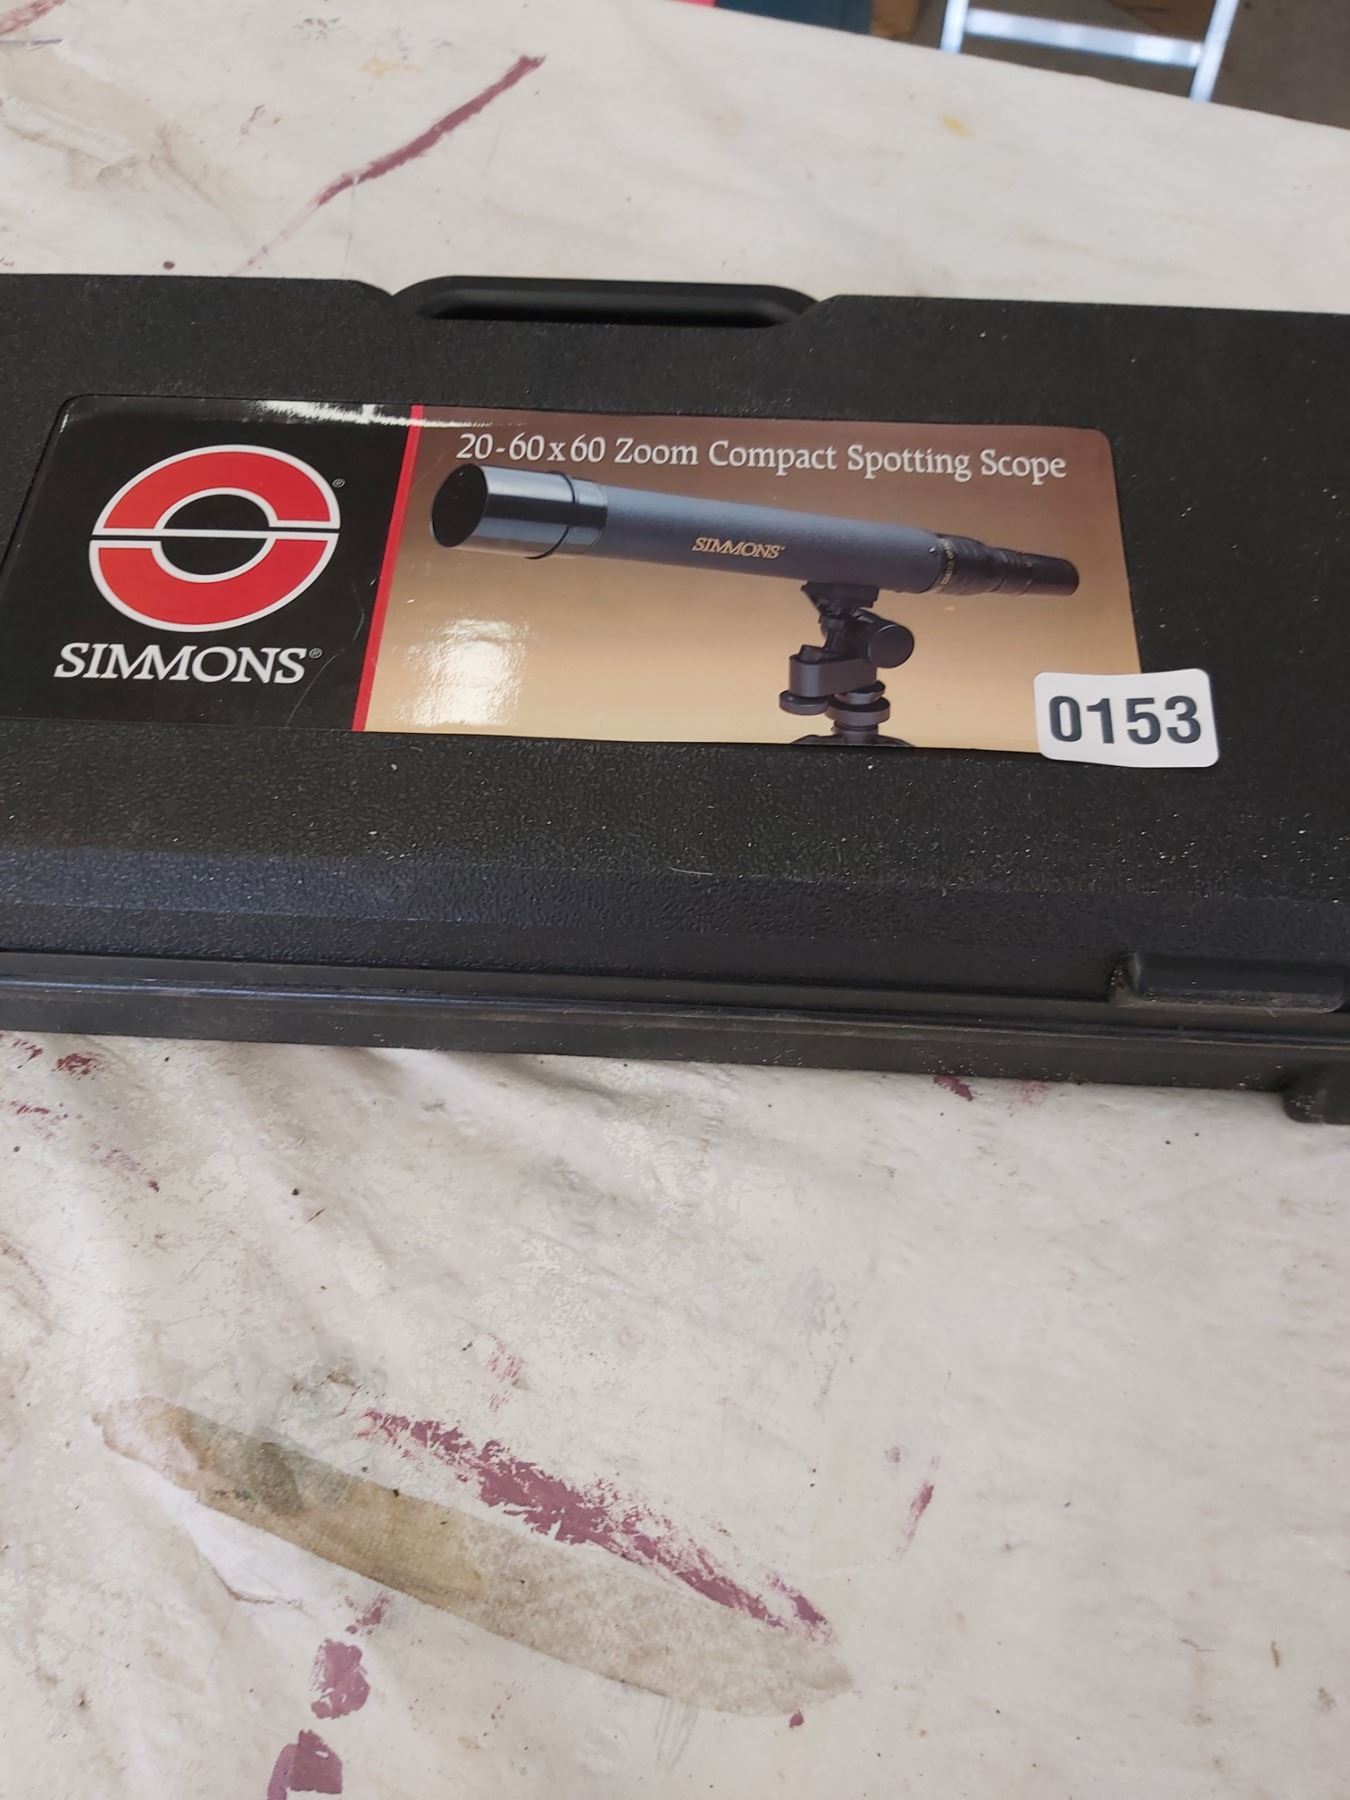 20-60x60 Zoom Compact Spotting Scope
SIMMONS®
®
SIMMONS®
0153